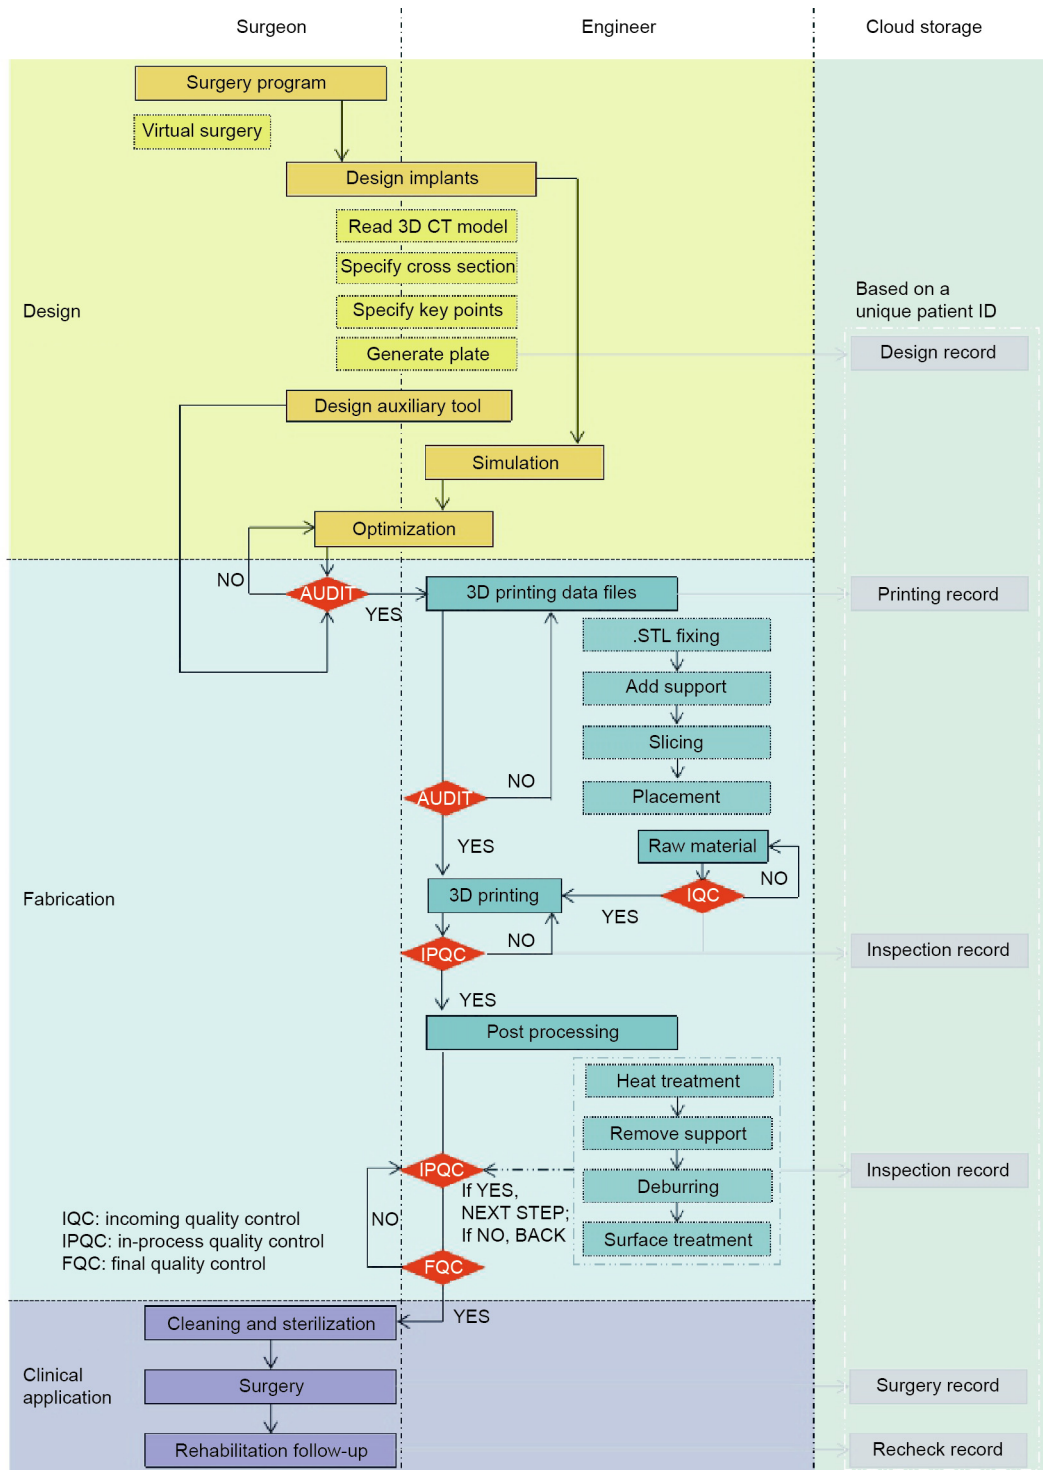 Surgeon
Engineer
Cloud storage
Surgery program
Virtual surgery
Design implants
Read 3D CT model
Specify cross section
Specify key points
Generate plate
Design
Based on a
unique patient ID
Design record
Design auxiliary tool
Simulation
Optimization
NO
AUDIT
YES
3D printing data files
Printing record
.STL fixing
Add support
Slicing
Placement
AUDIT
NO
YES
Raw material
NO
IQC
YES
3D printing
Fabrication
NO
IPQC
Inspection record
YES
Post processing
Heat treatment
Remove support
Deburring
Surface treatment
IPQC
If YES,
NEXT STEP;
If NO, BACK
Inspection record
NO
FQC
IQC: incoming quality control
IPQC: in-process quality control
FQC: final quality control
YES
Cleaning and sterilization
Clinical
application
Surgery
Surgery record
Rehabilitation follow-up
Recheck record